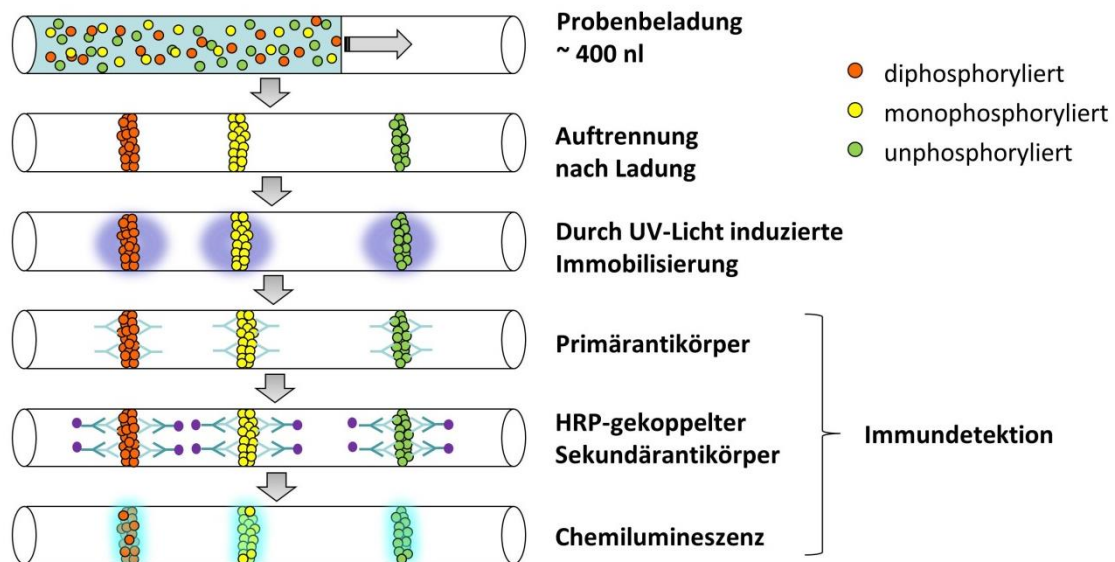 Probenbeladung
~ 400 nl
diphosphoryliert
monophosphoryliert
unphosphoryliert
Auftrennung
nach Ladung
Durch UV-Licht induzierte
Immobilisierung
Primärantikörper
HRP-gekoppelter
Sekundärantikörper
Immundetektion
Chemilumineszenz